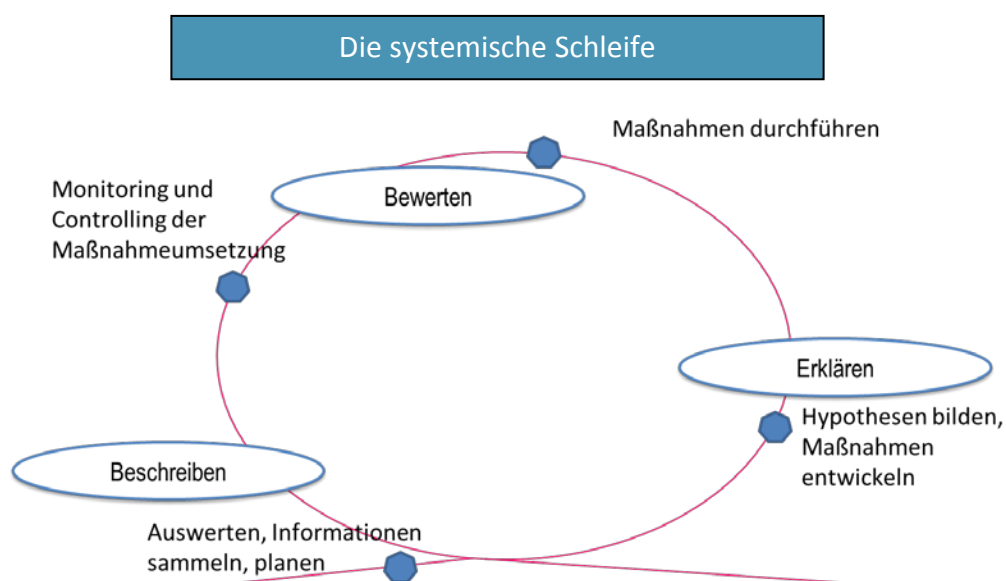 Die systemische Schleife
Maßnahmen durchführen
Monitoring und
Controlling der
Maßnahmeumsetzung
Bewerten
Erklären
Hypothesen bilden,
Maßnahmen
entwickeln
Beschreiben
Auswerten, Informationen
sammeln, planen